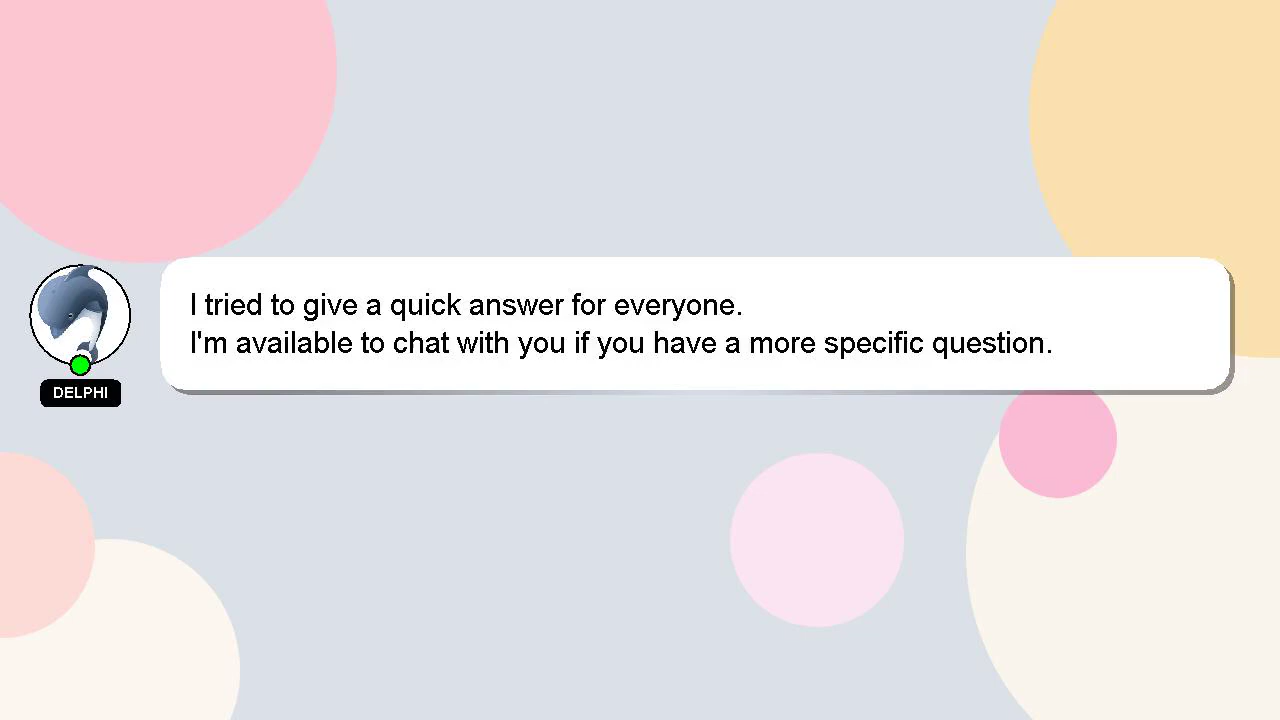 I tried to give a quick answer for everyone.
I'm available to chat with you if you have a more specific question.
DELPHI